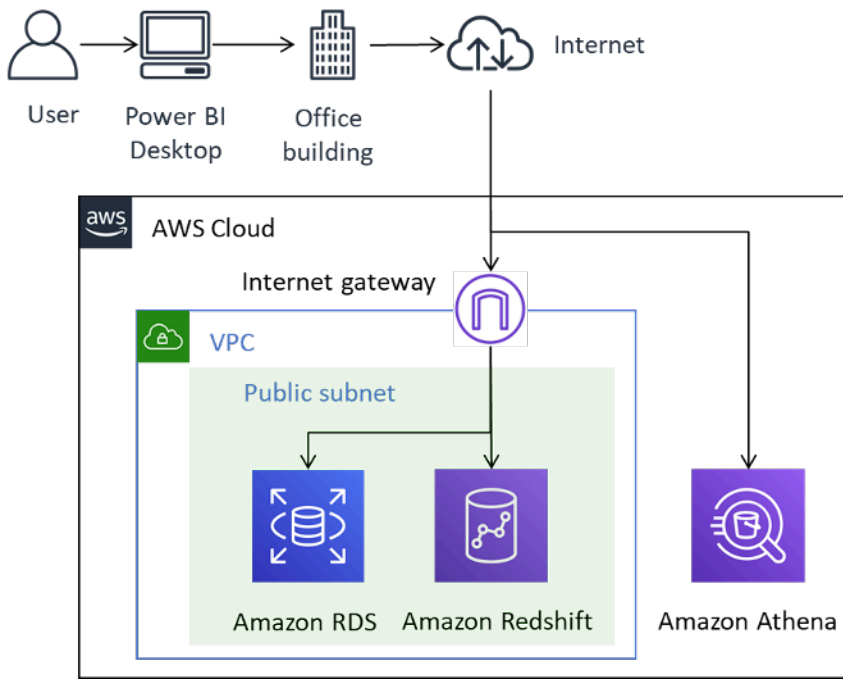 Internet
User
Power BI
Desktop
Office
building
aws
AWS Cloud
Internet gateway
VPC
Public subnet
Amazon RDS
Amazon Redshift
Amazon Athena